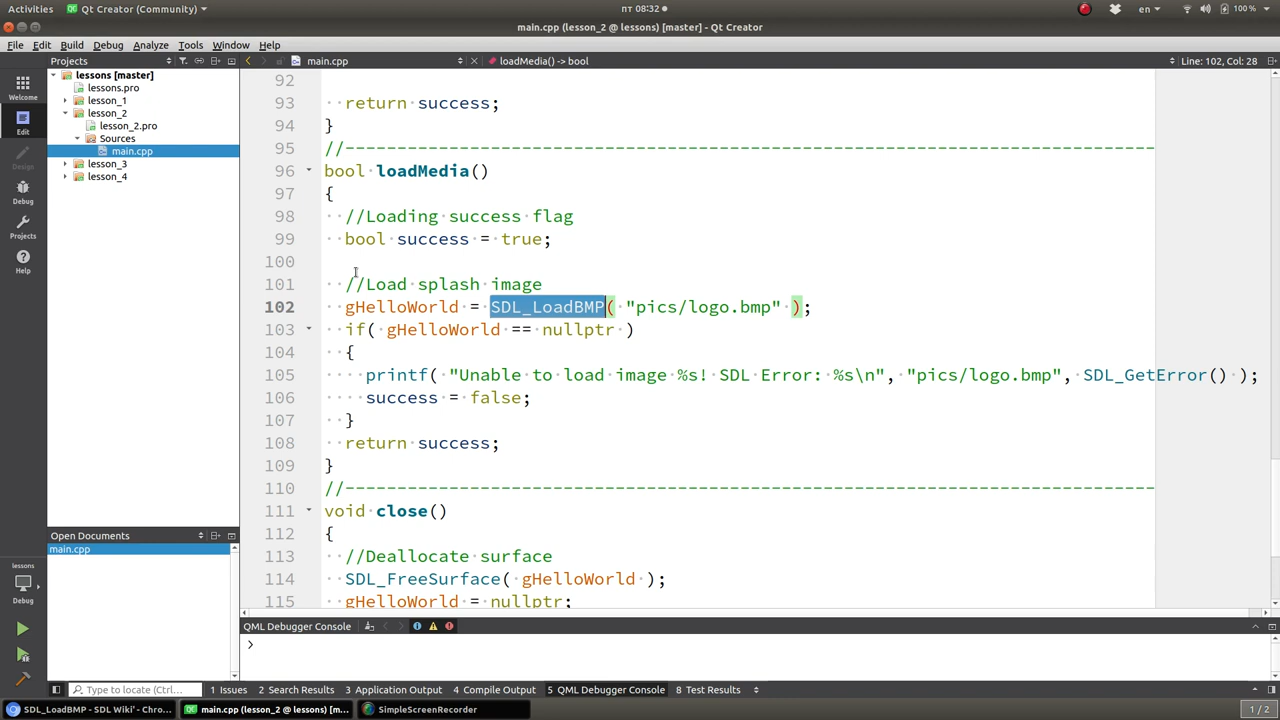 Activities Qt Creator (Community) пт 08:32 en 100 %
main.cpp (lesson_2 @ lessons) [master] - Qt Creator
File Edit Build Debug Analyze Tools Window Help
Projects main.cpp loadMedia() -> bool Line: 102, Col: 28
Welcome
Edit
Design
Debug
Projects
Help
lessons [master]
lessons.pro
lesson_1
lesson_2
lesson_2.pro
Sources
main.cpp
lesson_3
lesson_4
92
93 return success;
94 }
95 //------------------------------------------------------------------------------
96 bool loadMedia()
97 {
98 //Loading success flag
99 bool success = true;
100
101 //Load splash image
102 gHelloWorld = SDL_LoadBMP( "pics/logo.bmp" );
103 if( gHelloWorld == nullptr )
104 {
105 printf( "Unable to load image %s! SDL Error: %s\n", "pics/logo.bmp", SDL_GetError() );
106 success = false;
107 }
108 return success;
109 }
110 //------------------------------------------------------------------------------
111 void close()
112 {
113 //Deallocate surface
114 SDL_FreeSurface( gHelloWorld );
115 gHelloWorld = nullptr;
Open Documents
main.cpp
lessons
Debug
QML Debugger Console
>
Type to locate (... 1 Issues 2 Search Results 3 Application Output 4 Compile Output 5 QML Debugger Console 8 Test Results
SDL_LoadBMP - SDL Wiki' - Chro... main.cpp (lesson_2 @ lessons) [m... SimpleScreenRecorder 1 / 2